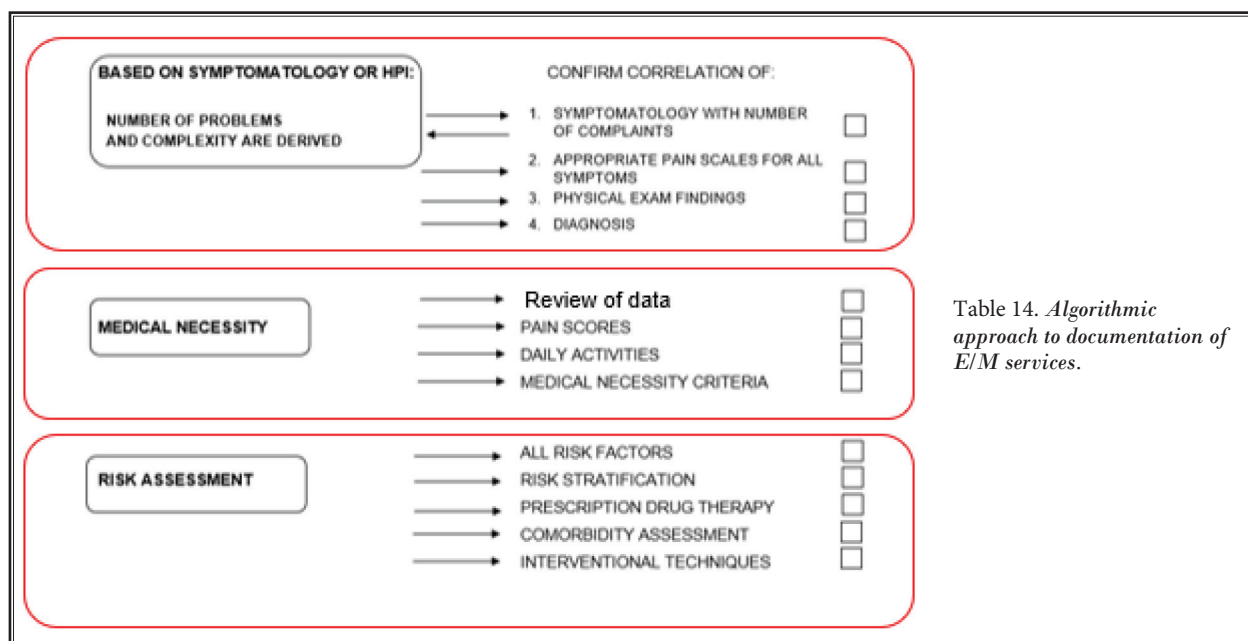 BASED ON SYMPTOMATOLOGY OR HPI:
NUMBER OF PROBLEMS
AND COMPLEXITY ARE DERIVED
CONFIRM CORRELATION OF:
1. SYMPTOMATOLOGY WITH NUMBER
OF COMPLAINTS
2. APPROPRIATE PAIN SCALES FOR ALL
SYMPTOMS
3. PHYSICAL EXAM FINDINGS
4. DIAGNOSIS
MEDICAL NECESSITY
Review of data
PAIN SCORES
DAILY ACTIVITIES
MEDICAL NECESSITY CRITERIA
RISK ASSESSMENT
ALL RISK FACTORS
RISK STRATIFICATION
PRESCRIPTION DRUG THERAPY
COMORBIDITY ASSESSMENT
INTERVENTIONAL TECHNIQUES
Table 14. Algorithmic
approach to documentation of
E/M services.